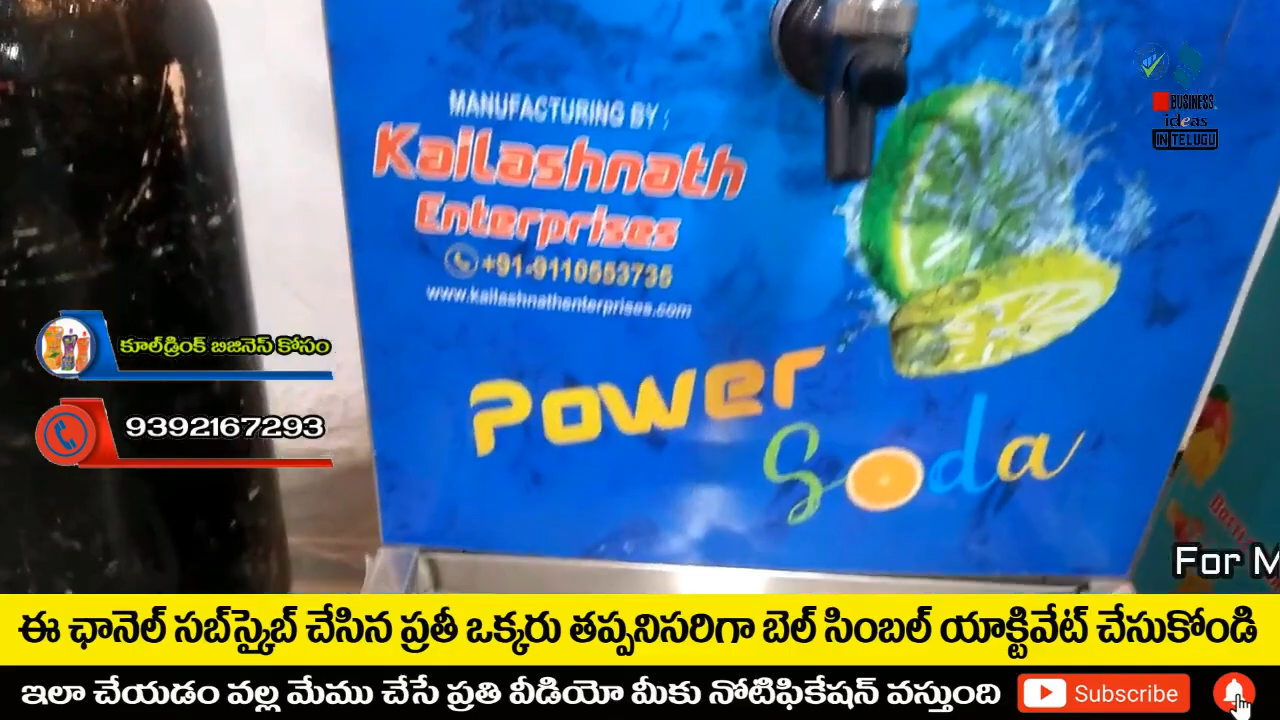 MANUFACTURING BY :
Kailashnath
Enterprises
+91-9110553735
www.kailashnathenterprises.com
Power
Soda
BUSINESS
ideas
IN TELUGU
కూల్‌డ్రింక్ బిజినెస్ కోసం
9392167293
For M
ఈ ఛానెల్ సబ్‌స్క్రైబ్ చేసిన ప్రతీ ఒక్కరు తప్పనిసరిగా బెల్ సింబల్ యాక్టివేట్ చేసుకోండి
ఇలా చేయడం వల్ల మేము చేసే ప్రతి వీడియో మీకు నోటిఫికేషన్ వస్తుంది
Subscribe